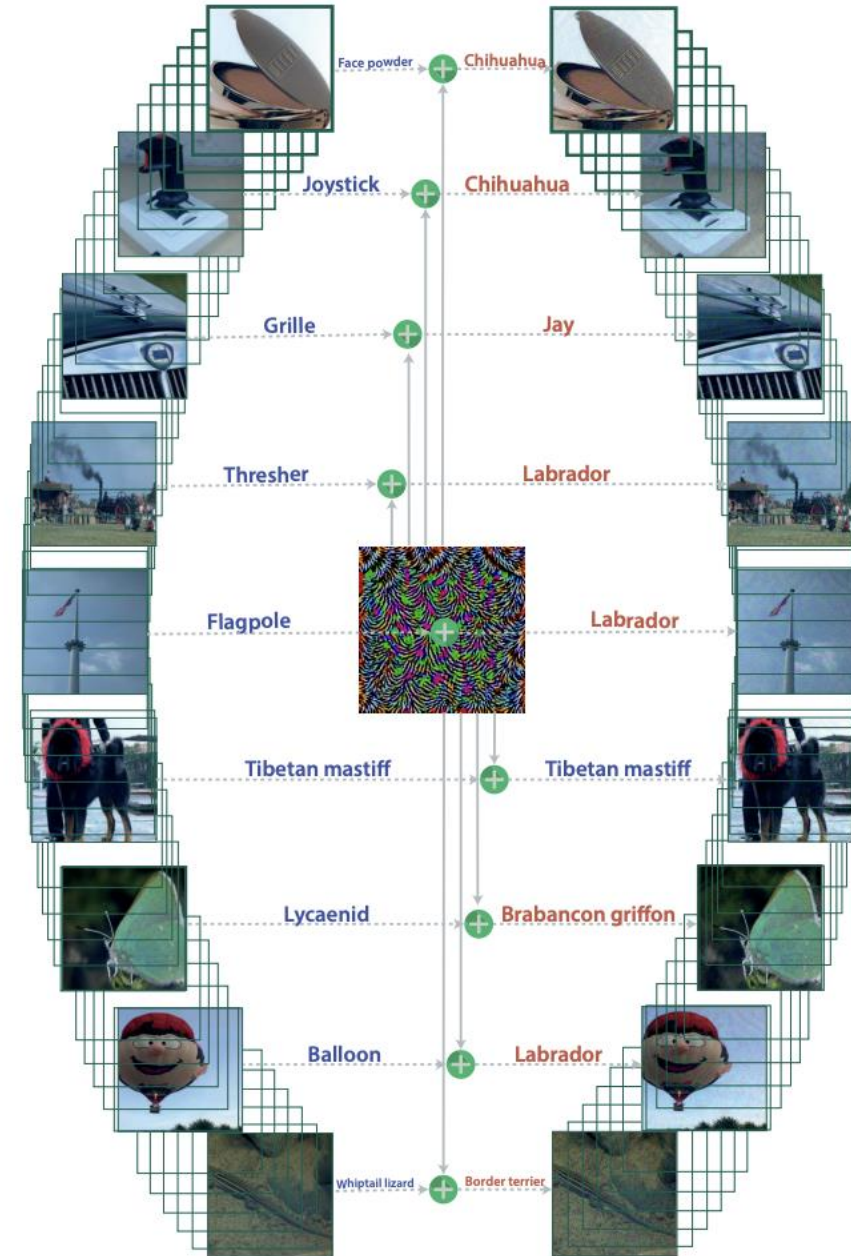 Face powder
Chihuahua
Joystick
Chihuahua
Grille
Jay
Thresher
Labrador
Flagpole
Labrador
Tibetan mastiff
Tibetan mastiff
Lycaenid
Brabancon griffon
Balloon
Labrador
Whiptail lizard
Border terrier